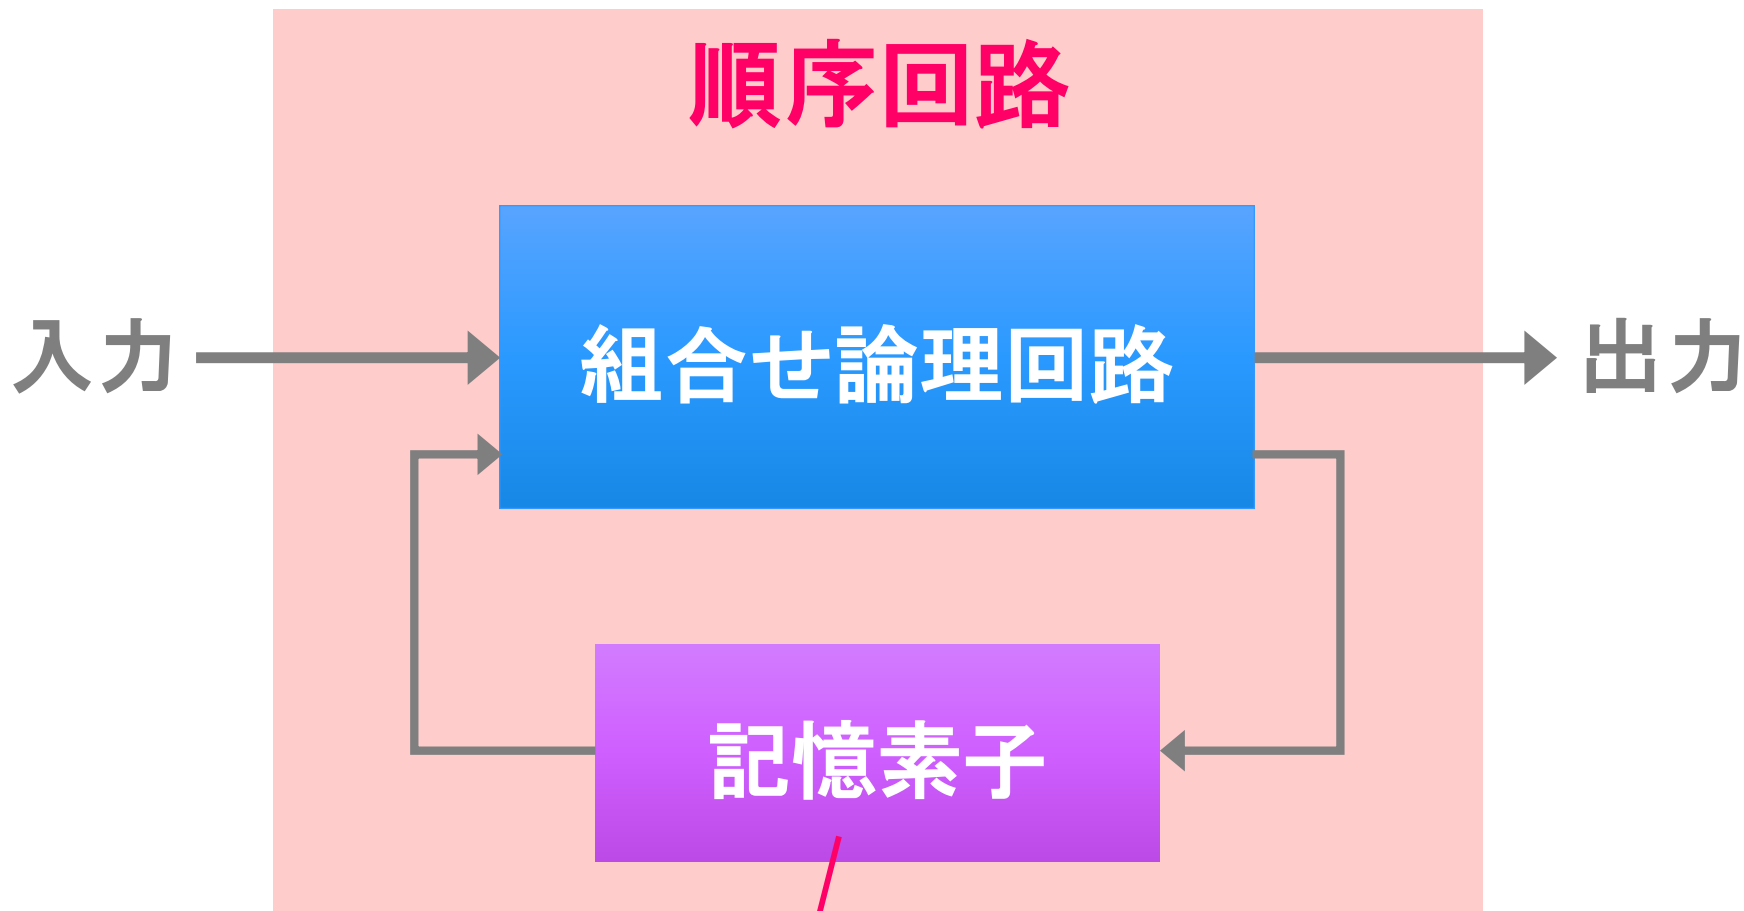 順序回路
入力
組合せ論理回路
出力
記憶素子